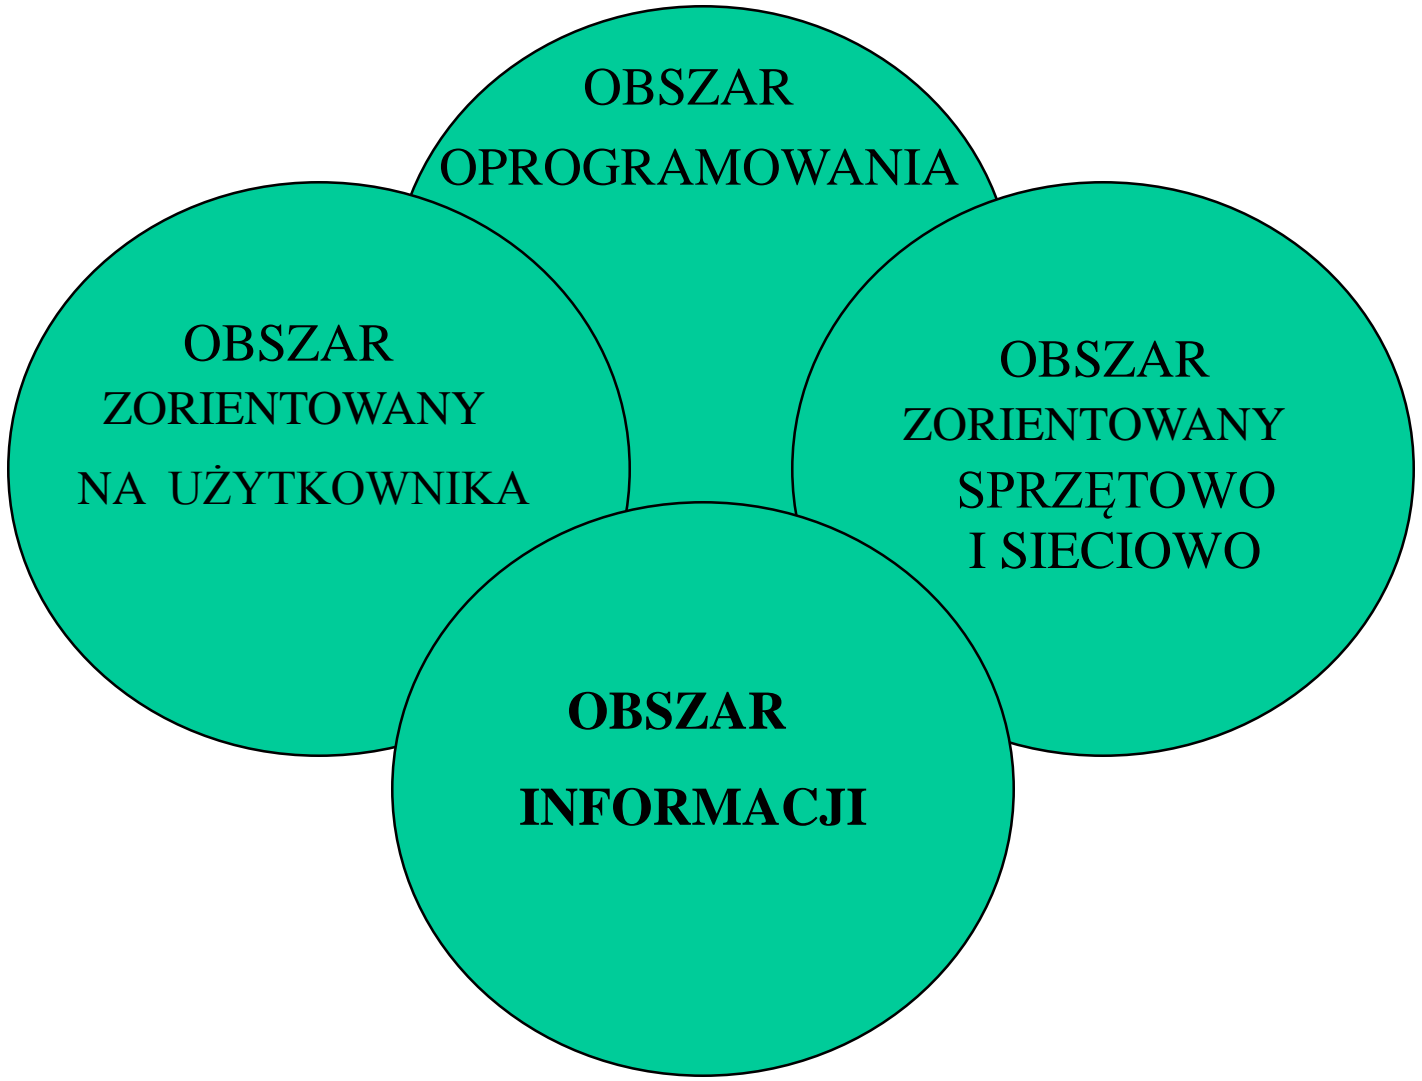 OBSZAR
OPROGRAMOWANIA
OBSZAR
ZORIENTOWANY
NA UŻYTKOWNIKA
OBSZAR
ZORIENTOWANY
SPRZĘTOWO
I SIECIOWO
OBSZAR
INFORMACJI